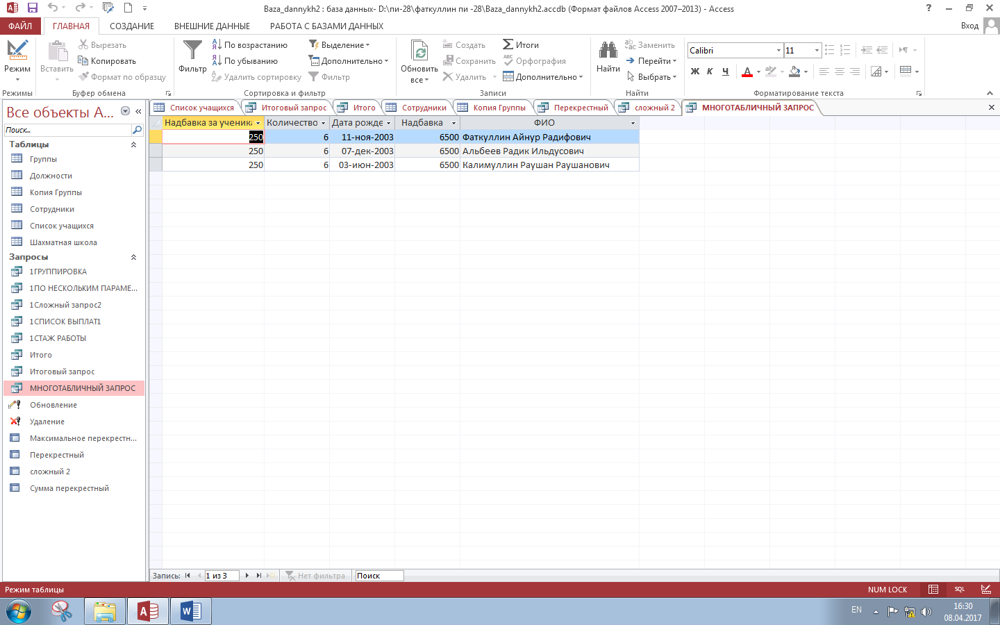 Baza_dannykh2 : база данных- D:\пи-28\фаткуллин пи -28\Baza_dannykh2.accdb (Формат файлов Access 2007–2013) - Access
ФАЙЛ ГЛАВНАЯ СОЗДАНИЕ ВНЕШНИЕ ДАННЫЕ РАБОТА С БАЗАМИ ДАННЫХ Вход
Режим
Режимы
Вставить
Вырезать
Копировать
Формат по образцу
Буфер обмена
Фильтр
По возрастанию
По убыванию
Удалить сортировку
Выделение
Дополнительно
Фильтр
Сортировка и фильтр
Обновить
все
Создать
Сохранить
Удалить
Итоги
Орфография
Дополнительно
Записи
Найти
Заменить
Перейти
Выбрать
Найти
Calibri 11
Ж К Ч
Форматирование текста
Все объекты A...
Поиск...
Таблицы
Группы
Должности
Копия Группы
Сотрудники
Список учащихся
Шахматная школа
Запросы
1ГРУППИРОВКА
1ПО НЕСКОЛЬКИМ ПАРАМЕ...
1Сложный запрос2
1СПИСОК ВЫПЛАТ1
1СТАЖ РАБОТЫ
Итого
Итоговый запрос
МНОГОТАБЛИЧНЫЙ ЗАПРОС
Обновление
Удаление
Максимальное перекрестн...
Перекрестный
сложный 2
Сумма перекрестный
Список учащихся Итоговый запрос Итого Сотрудники Копия Группы Перекрестный сложный 2 МНОГОТАБЛИЧНЫЙ ЗАПРОС
Надбавка за ученика Количество Дата рожде Надбавка ФИО
250 6 11-ноя-2003 6500 Фаткуллин Айнур Радифович
250 6 07-дек-2003 6500 Альбеев Радик Ильдусович
250 6 03-июн-2003 6500 Калимуллин Раушан Раушанович
Запись: 1 из 3 Нет фильтра Поиск
Режим таблицы NUM LOCK SQL
EN 16:30
08.04.2017